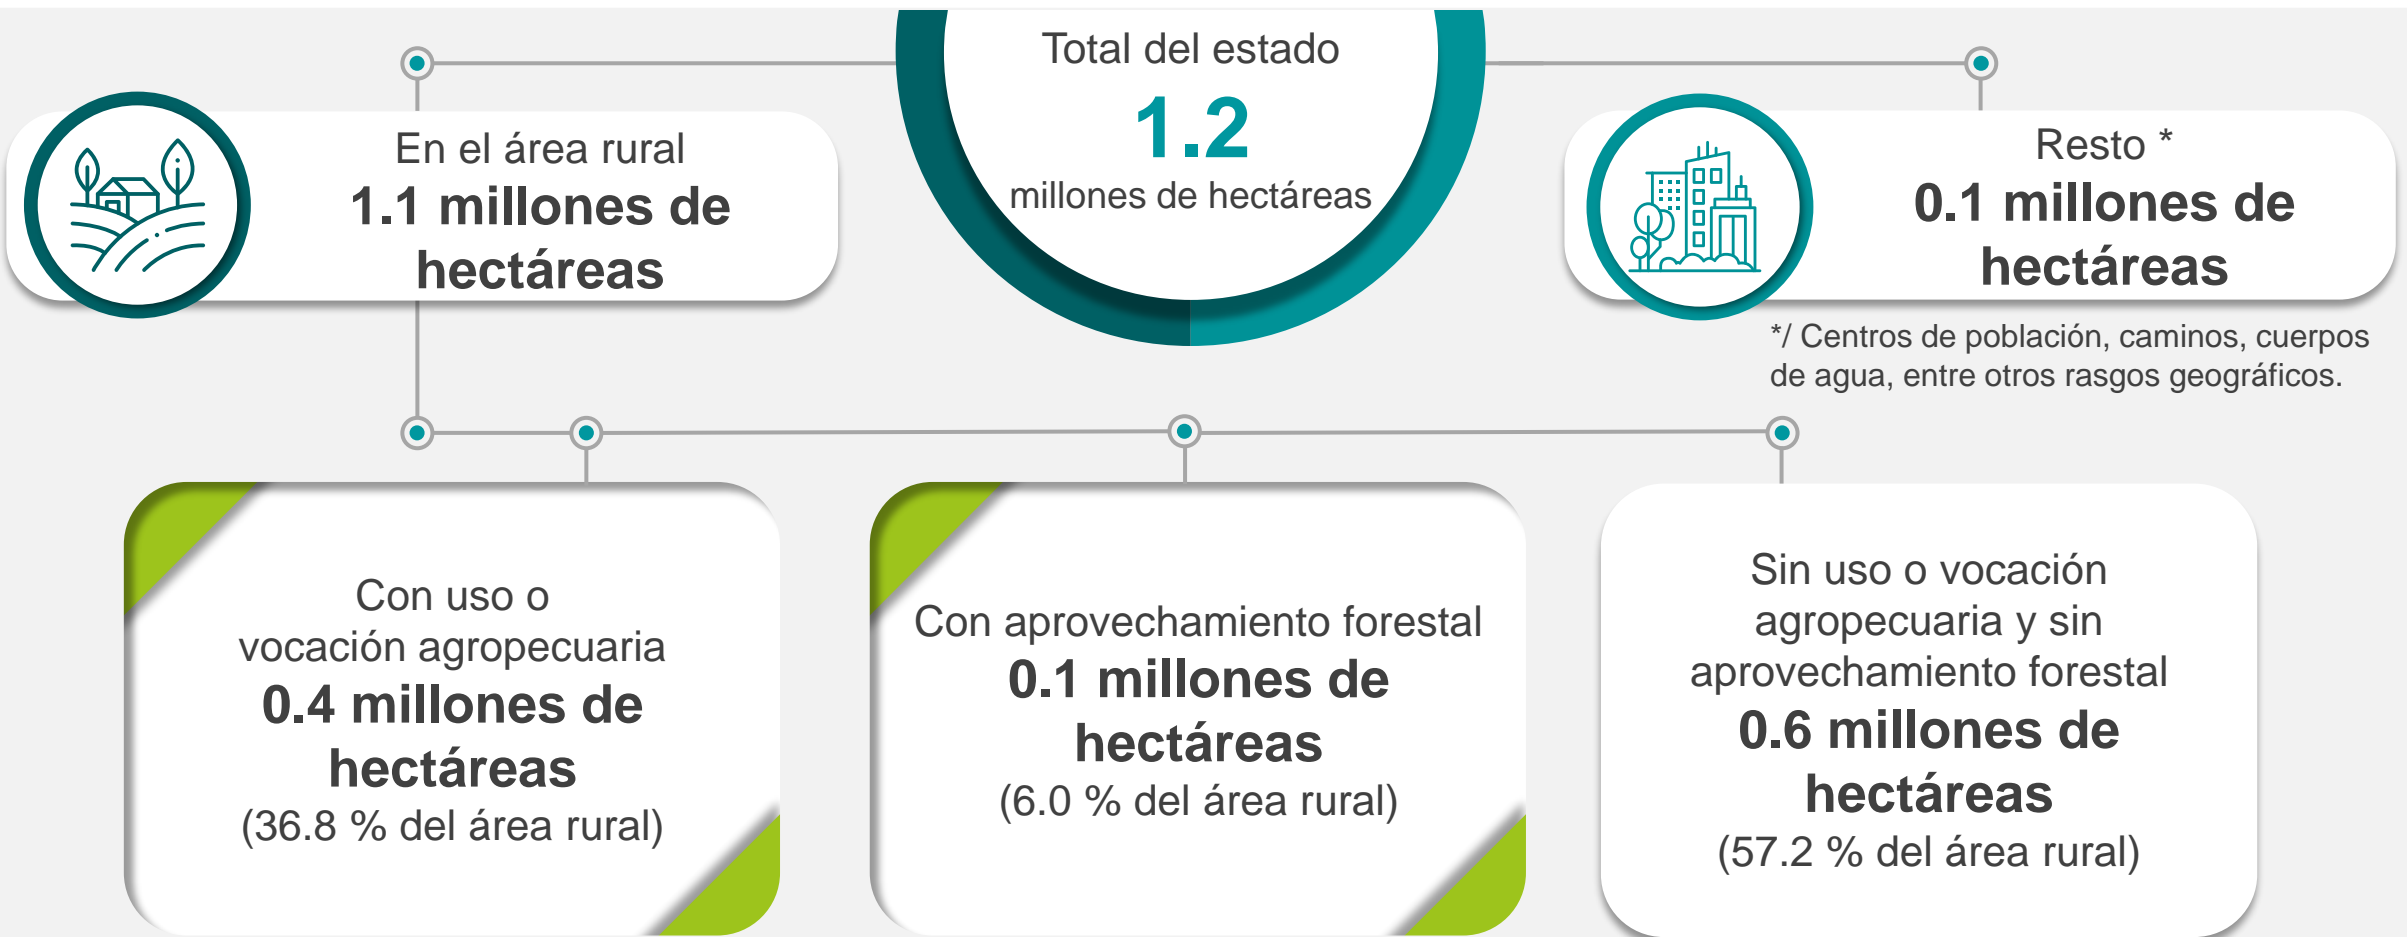 Total del estado
1.2
millones de hectáreas
En el área rural
1.1 millones de
hectáreas
Resto *
0.1 millones de
hectáreas
*/ Centros de población, caminos, cuerpos
de agua, entre otros rasgos geográficos.
Con uso o
vocación agropecuaria
0.4 millones de
hectáreas
(36.8 % del área rural)
Con aprovechamiento forestal
0.1 millones de
hectáreas
(6.0 % del área rural)
Sin uso o vocación
agropecuaria y sin
aprovechamiento forestal
0.6 millones de
hectáreas
(57.2 % del área rural)